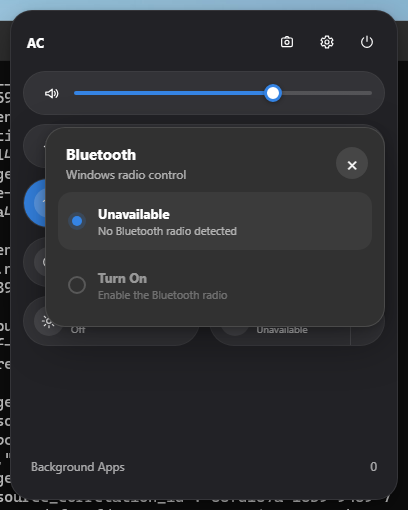 AC
Bluetooth
Windows radio control
Unavailable
No Bluetooth radio detected
Turn On
Enable the Bluetooth radio
Off
Unavailable
Background Apps
0